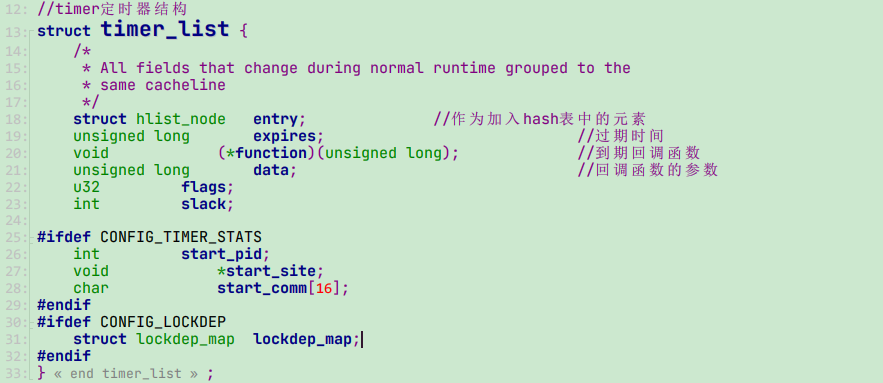 12: //timer定时器结构
13: struct timer_list {
14: /*
15: * All fields that change during normal runtime grouped to the
16: * same cacheline
17: */
18: struct hlist_node entry; //作为加入hash表中的元素
19: unsigned long expires; //过期时间
20: void (*function)(unsigned long); //到期回调函数
21: unsigned long data; //回调函数的参数
22: u32 flags;
23: int slack;
24:
25: #ifdef CONFIG_TIMER_STATS
26: int start_pid;
27: void *start_site;
28: char start_comm[16];
29: #endif
30: #ifdef CONFIG_LOCKDEP
31: struct lockdep_map lockdep_map;
32: #endif
33: } « end timer_list » ;